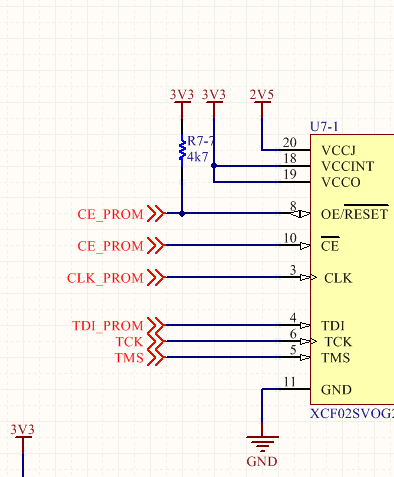 3V3 3V3 2V5
U7-1
R7-7
4k7
20 VCCJ
18 VCCINT
19 VCCO
CE_PROM 8 OE/RESET
CE_PROM 10 CE
CLK_PROM 3 CLK
TDI_PROM 4 TDI
TCK 6 TCK
TMS 5 TMS
11 GND
XCF02SVOG2
3V3
GND